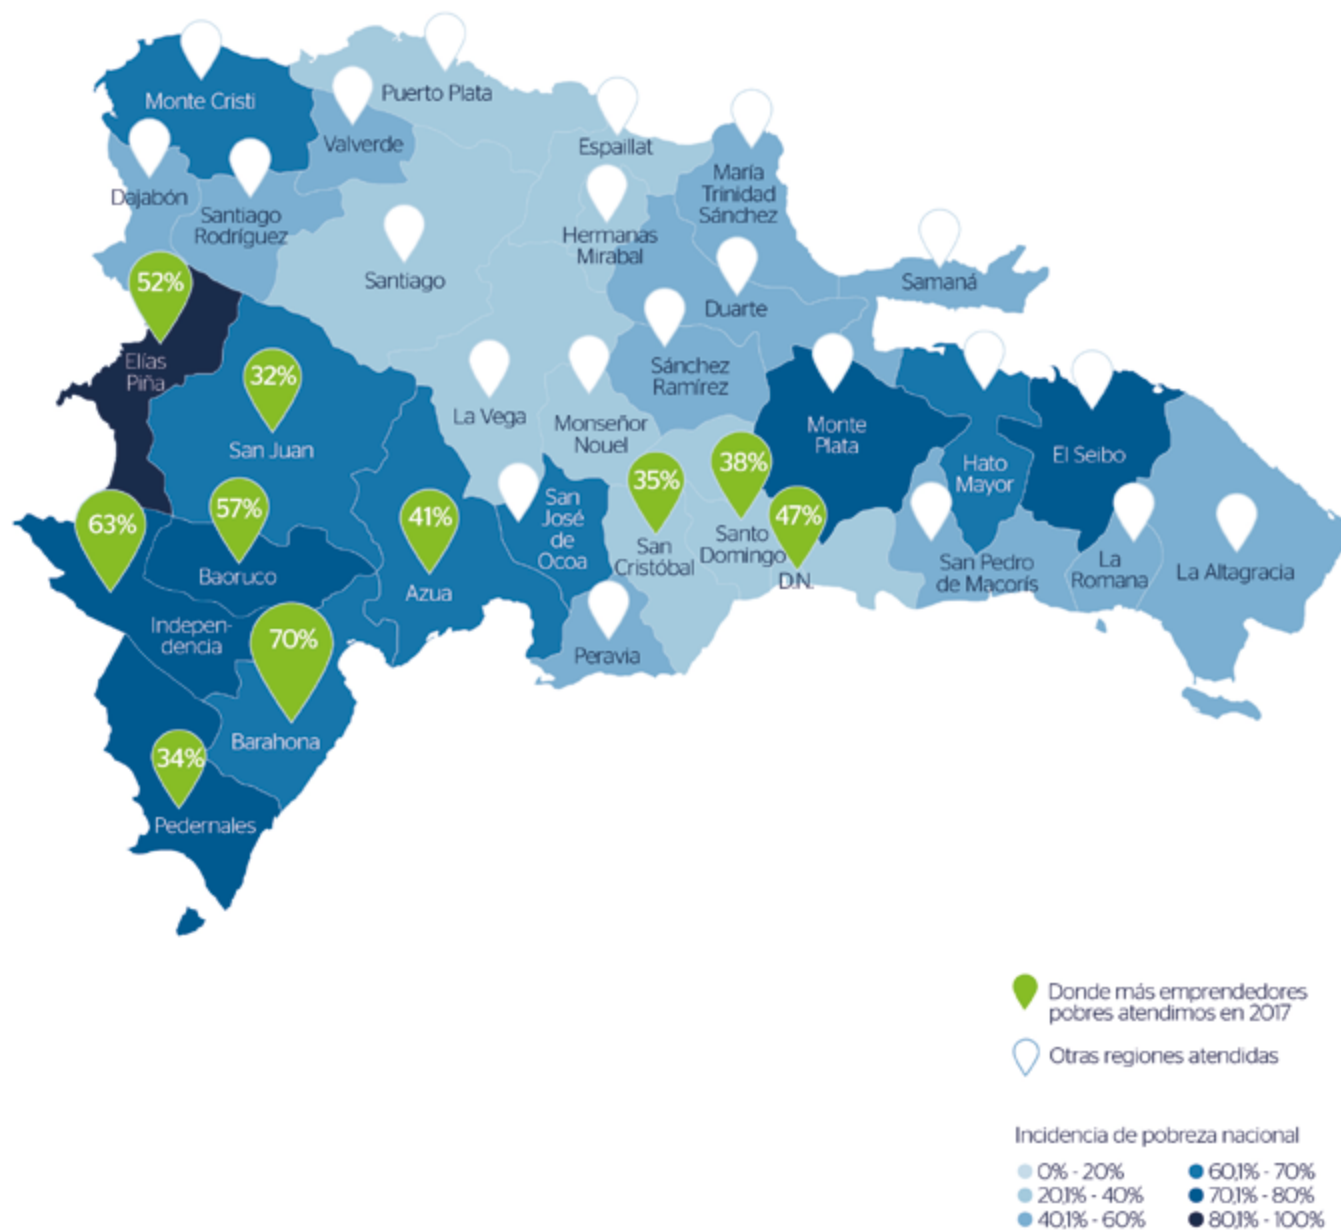 Monte Cristi
Puerto Plata
Valverde
Espaillat
María
Trinidad
Sánchez
Dajabón
Santiago
Rodríguez
Hermanas
Mirabal
Santiago
Samaná
52%
Duarte
Elías
Piña
32%
Sánchez
Ramírez
La Vega
Monseñor
Nouel
Monte
Plata
San Juan
El Seibo
Hato
Mayor
38%
35%
57%
63%
41%
47%
San
José
de
Ocoa
San
Cristóbal
Santo
Domingo
D.N.
San Pedro
de Macorís
La
Romana
La Altagracia
Baoruco
Azua
Indepen-
dencia
70%
Peravia
Barahona
34%
Pedernales
Donde más emprendedores
pobres atendimos en 2017
Otras regiones atendidas
Incidencia de pobreza nacional
0% - 20%
20,1% - 40%
40,1% - 60%
60,1% - 70%
70,1% - 80%
80,1% - 100%